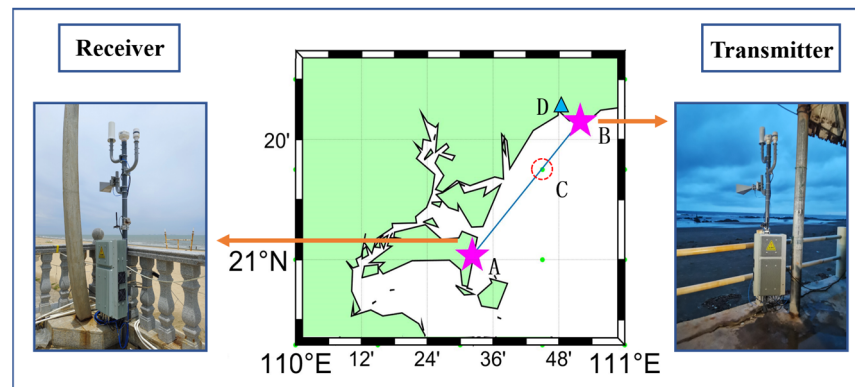 Receiver
Transmitter
D
B
20'
C
A
21°N
110°E
12'
24'
36'
48'
111°E